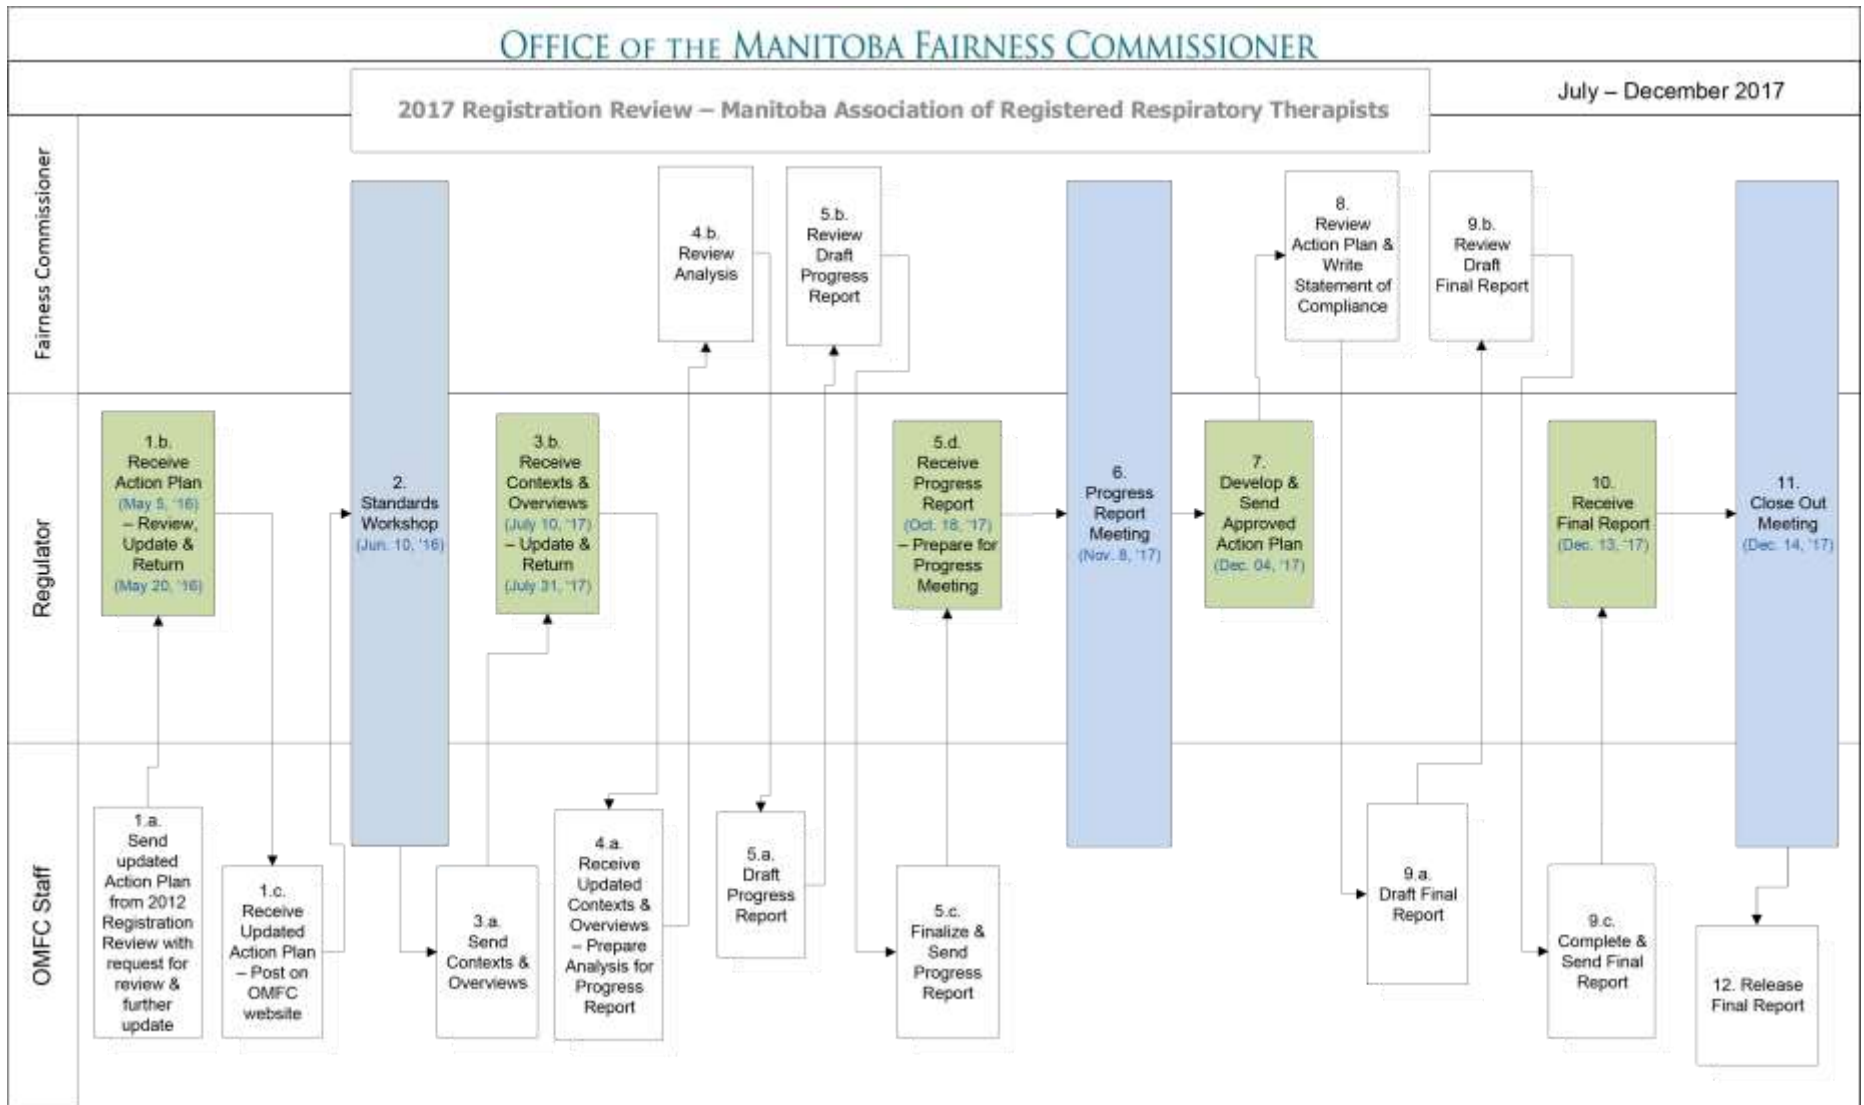 OFFICE OF THE MANITOBA FAIRNESS COMMISSIONER
2017 Registration Review – Manitoba Association of Registered Respiratory Therapists
July – December 2017
Fairness Commissioner
4.b.
Review
Analysis
5.b.
Review
Draft
Progress
Report
8.
Review
Action Plan &
Write
Statement of
Compliance
9.b.
Review
Draft
Final Report
Regulator
1.b.
Receive
Action Plan
(May 5, '16)
– Review,
Update &
Return
(May 20, '16)
2.
Standards
Workshop
(Jun. 10, '16)
3.b.
Receive
Contexts &
Overviews
(July 10, '17)
– Update &
Return
(July 31, '17)
5.d.
Receive
Progress
Report
(Oct. 18, '17)
– Prepare for
Progress
Meeting
6.
Progress
Report
Meeting
(Nov. 8, '17)
7.
Develop &
Send
Approved
Action Plan
(Dec. 04, '17)
10.
Receive
Final Report
(Dec. 13, '17)
11.
Close Out
Meeting
(Dec. 14, '17)
OMFC Staff
1.a.
Send
updated
Action Plan
from 2012
Registration
Review with
request for
review &
further
update
1.c.
Receive
Updated
Action Plan
– Post on
OMFC
website
3.a.
Send
Contexts &
Overviews
4.a.
Receive
Updated
Contexts &
Overviews
– Prepare
Analysis for
Progress
Report
5.a.
Draft
Progress
Report
5.c.
Finalize &
Send
Progress
Report
9.a.
Draft Final
Report
9.c.
Complete &
Send Final
Report
12. Release
Final Report